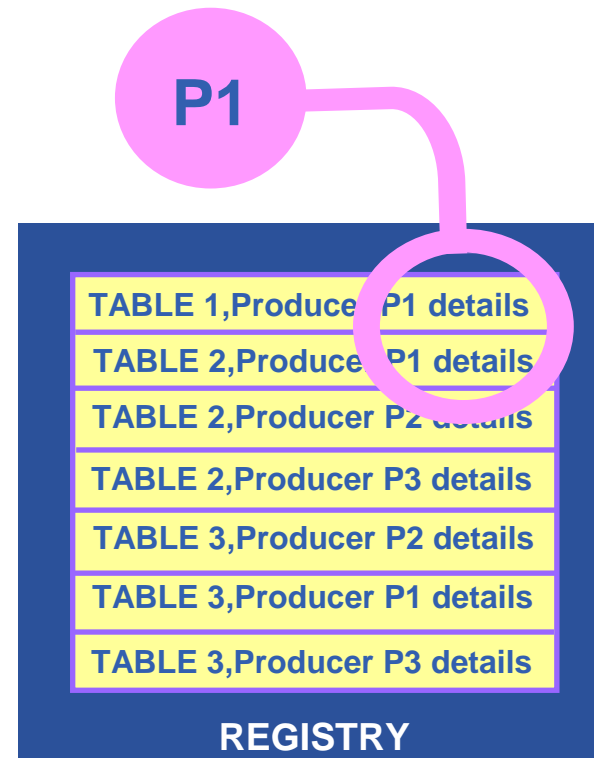 P1
TABLE 1,Producer P1 details
TABLE 2,Producer P1 details
TABLE 2,Producer P2 details
TABLE 2,Producer P3 details
TABLE 3,Producer P2 details
TABLE 3,Producer P1 details
TABLE 3,Producer P3 details
REGISTRY